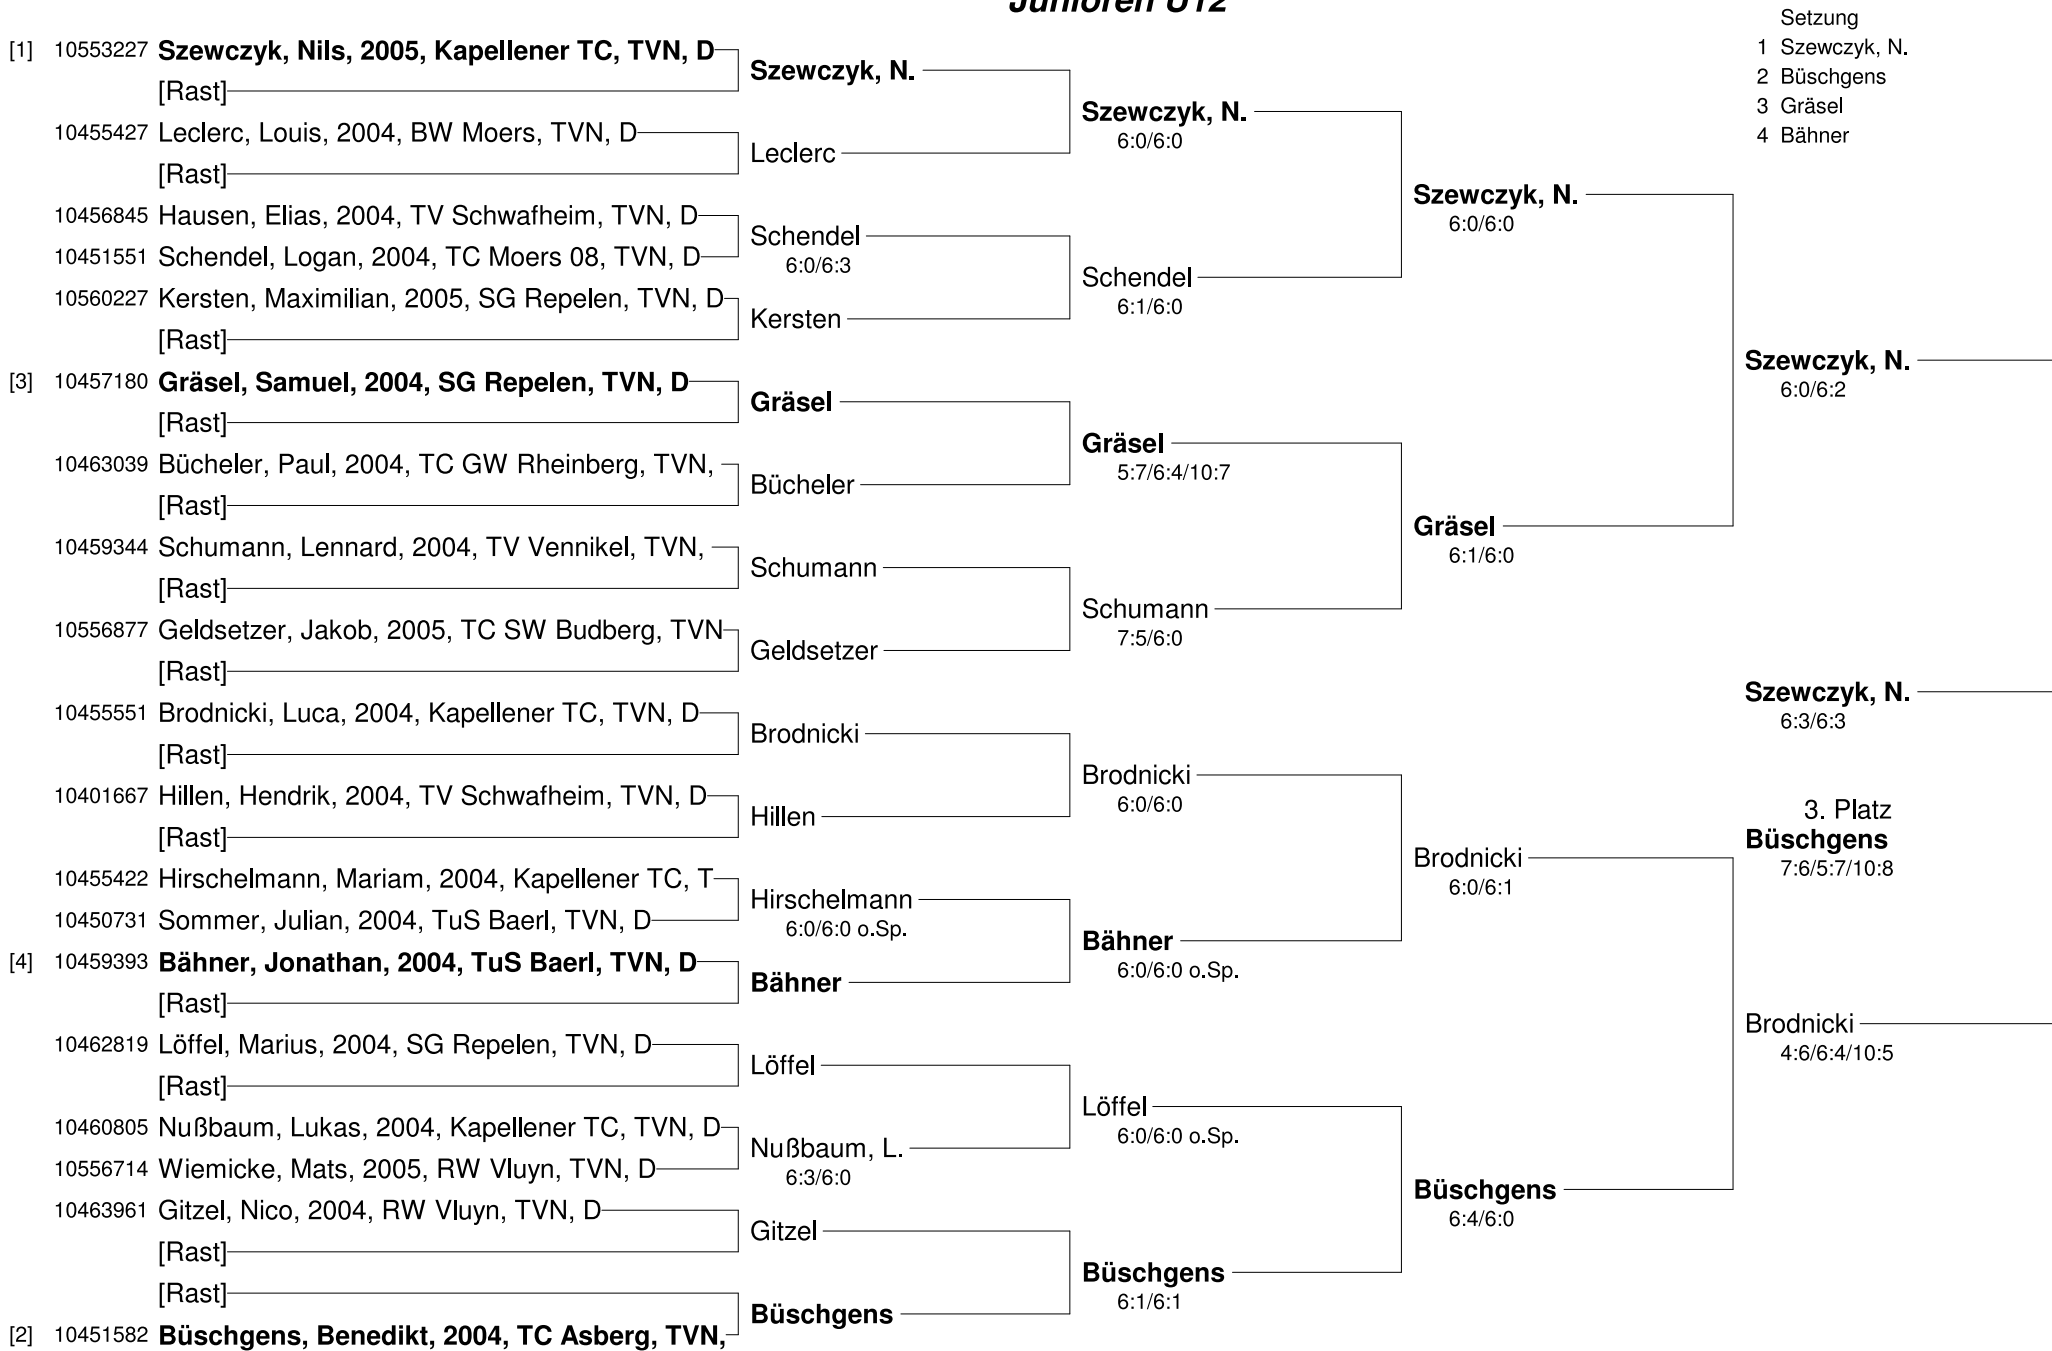 Junioren U12
Setzung
1 Szewczyk, N.
2 Büschgens
3 Gräsel
4 Bähner
[1] 10553227 Szewczyk, Nils, 2005, Kapellener TC, TVN, D
[Rast]
10455427 Leclerc, Louis, 2004, BW Moers, TVN, D
[Rast]
10456845 Hausen, Elias, 2004, TV Schwafheim, TVN, D
10451551 Schendel, Logan, 2004, TC Moers 08, TVN, D
10560227 Kersten, Maximilian, 2005, SG Repelen, TVN, D
[Rast]
[3] 10457180 Gräsel, Samuel, 2004, SG Repelen, TVN, D
[Rast]
10463039 Bücheler, Paul, 2004, TC GW Rheinberg, TVN,
[Rast]
10459344 Schumann, Lennard, 2004, TV Vennikel, TVN,
[Rast]
10556877 Geldsetzer, Jakob, 2005, TC SW Budberg, TVN
[Rast]
10455551 Brodnicki, Luca, 2004, Kapellener TC, TVN, D
[Rast]
10401667 Hillen, Hendrik, 2004, TV Schwafheim, TVN, D
[Rast]
10455422 Hirschelmann, Mariam, 2004, Kapellener TC, T
10450731 Sommer, Julian, 2004, TuS Baerl, TVN, D
[4] 10459393 Bähner, Jonathan, 2004, TuS Baerl, TVN, D
[Rast]
10462819 Löffel, Marius, 2004, SG Repelen, TVN, D
[Rast]
10460805 Nußbaum, Lukas, 2004, Kapellener TC, TVN, D
10556714 Wiemicke, Mats, 2005, RW Vluyn, TVN, D
10463961 Gitzel, Nico, 2004, RW Vluyn, TVN, D
[Rast]
[Rast]
[2] 10451582 Büschgens, Benedikt, 2004, TC Asberg, TVN,
Szewczyk, N.
Leclerc
Schendel
6:0/6:3
Kersten
Gräsel
Bücheler
Schumann
Geldsetzer
Brodnicki
Hillen
Hirschelmann
6:0/6:0 o.Sp.
Bähner
Löffel
Nußbaum, L.
6:3/6:0
Gitzel
Büschgens
Szewczyk, N.
6:0/6:0
Schendel
6:1/6:0
Gräsel
5:7/6:4/10:7
Schumann
7:5/6:0
Brodnicki
6:0/6:0
Bähner
6:0/6:0 o.Sp.
Löffel
6:0/6:0 o.Sp.
Büschgens
6:1/6:1
Szewczyk, N.
6:0/6:0
Gräsel
6:1/6:0
Brodnicki
6:0/6:1
Büschgens
6:4/6:0
Szewczyk, N.
6:0/6:2
Szewczyk, N.
6:3/6:3
3. Platz
Büschgens
7:6/5:7/10:8
Brodnicki
4:6/6:4/10:5